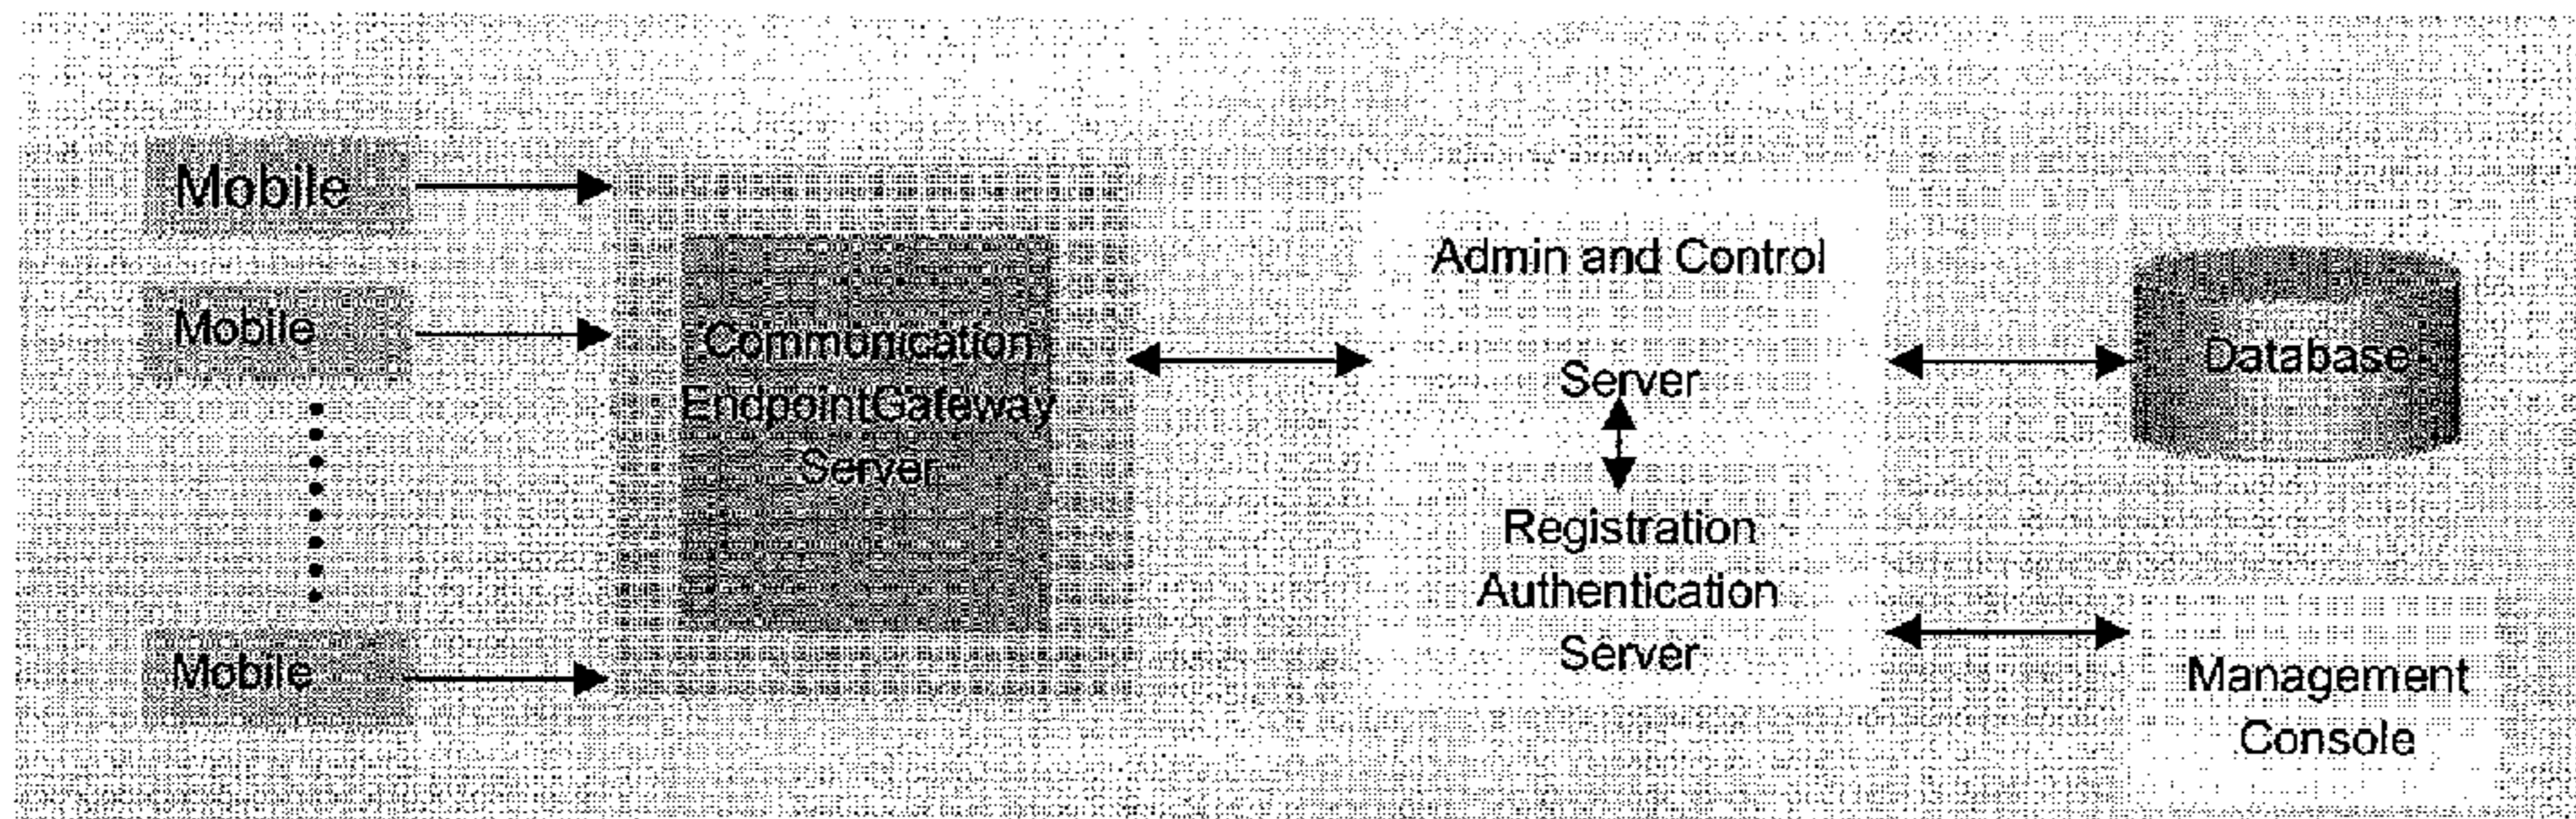 Mobile
Mobile
Mobile
Communication
EndpointGateway
Server
Admin and Control
Server
Registration
Authentication
Server
Database
Management
Console